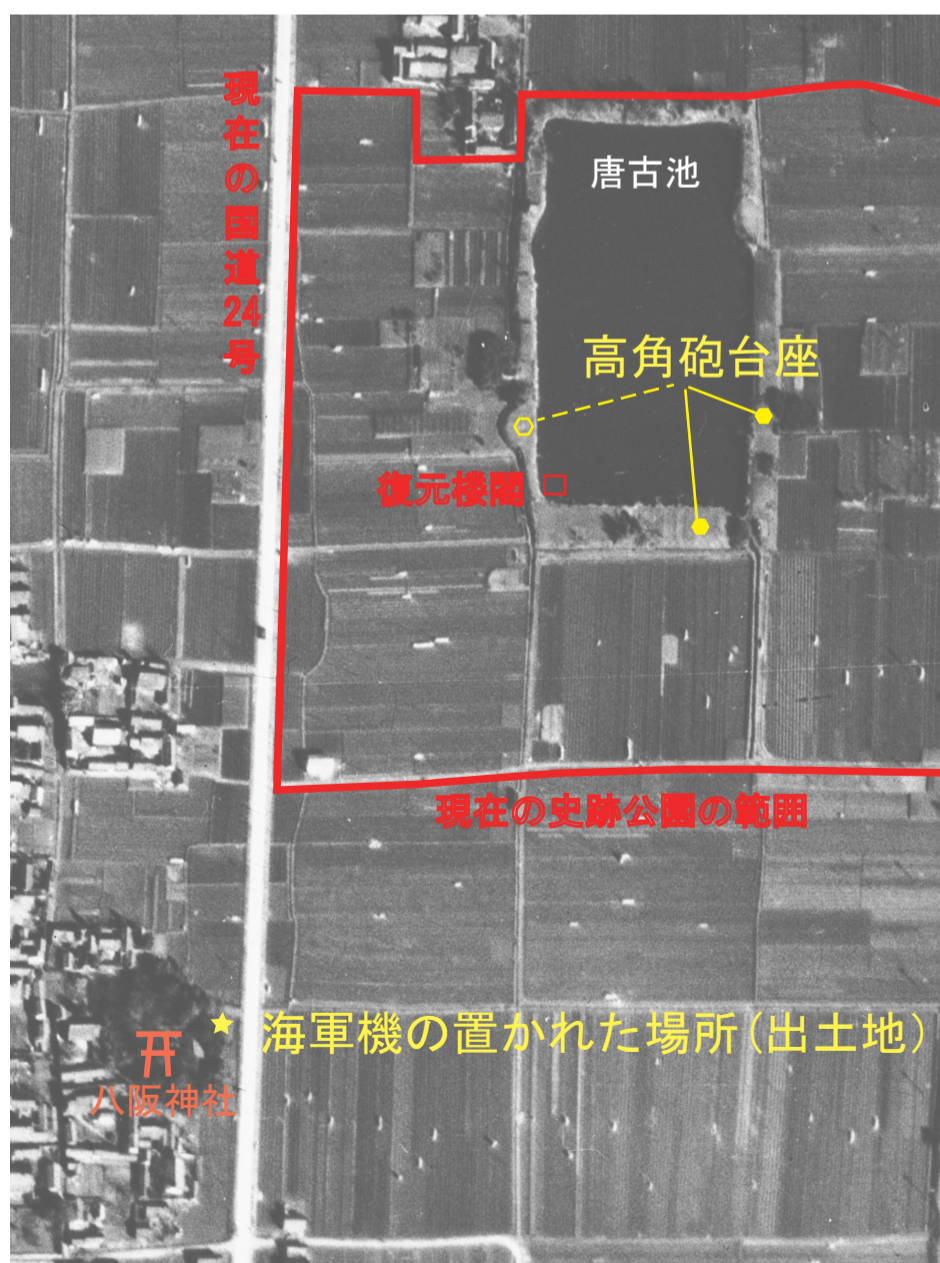 現在の国道24号
唐古池
高角砲台座
復元楼閣
現在の史跡公園の範囲
海軍機の置かれた場所(出土地)
八阪神社